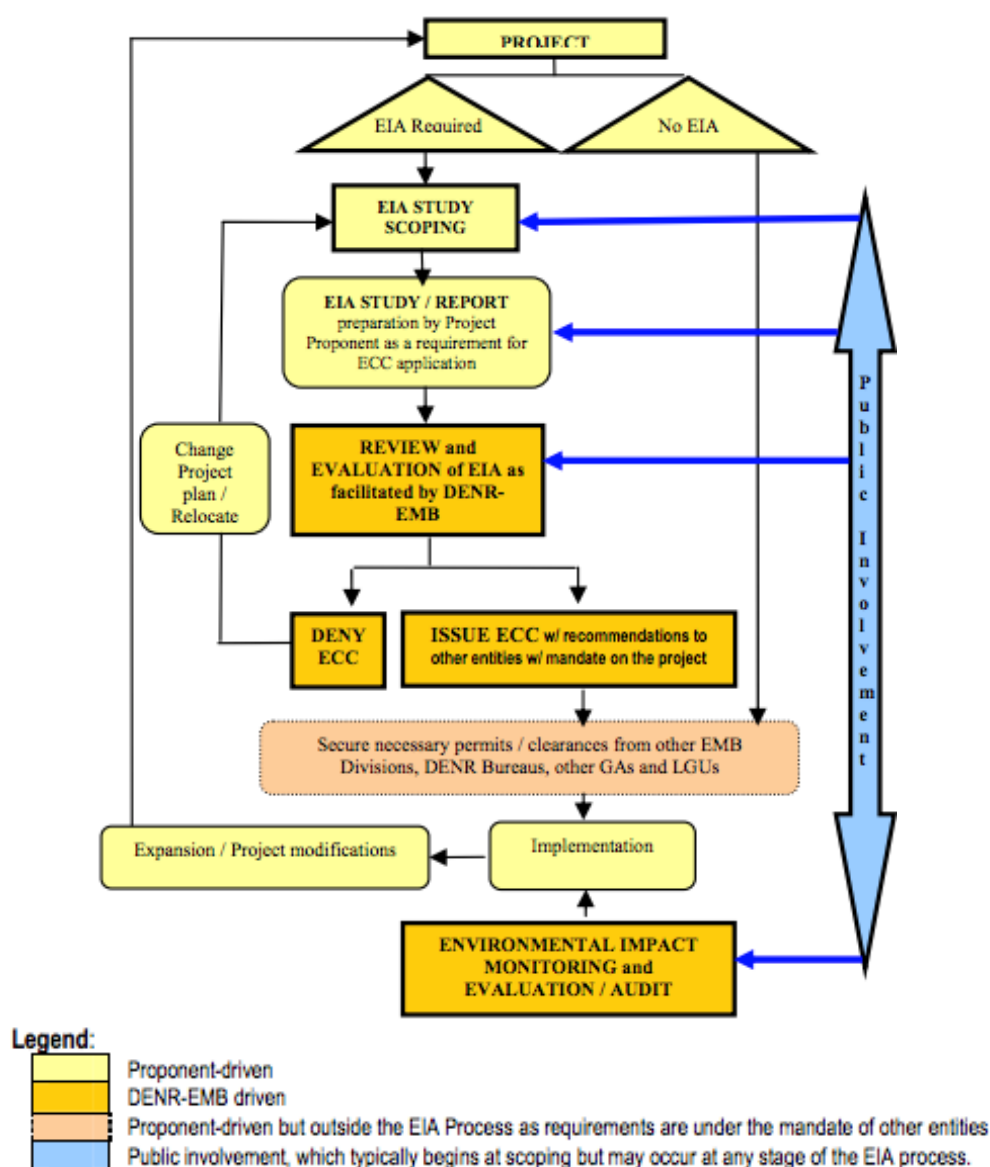 PROJECT
EIA Required
No EIA
EIA STUDY
SCOPING
EIA STUDY / REPORT
preparation by Project
Proponent as a requirement for
ECC application
Change
Project
plan /
Relocate
REVIEW and
EVALUATION of EIA as
facilitated by DENR-
EMB
DENY
ECC
ISSUE ECC w/ recommendations to
other entities w/ mandate on the project
Public Involvement
Secure necessary permits / clearances from other EMB
Divisions, DENR Bureaus, other GAs and LGUs
Expansion / Project modifications
Implementation
ENVIRONMENTAL IMPACT
MONITORING and
EVALUATION / AUDIT
Legend:
Proponent-driven
DENR-EMB driven
Proponent-driven but outside the EIA Process as requirements are under the mandate of other entities
Public involvement, which typically begins at scoping but may occur at any stage of the EIA process.